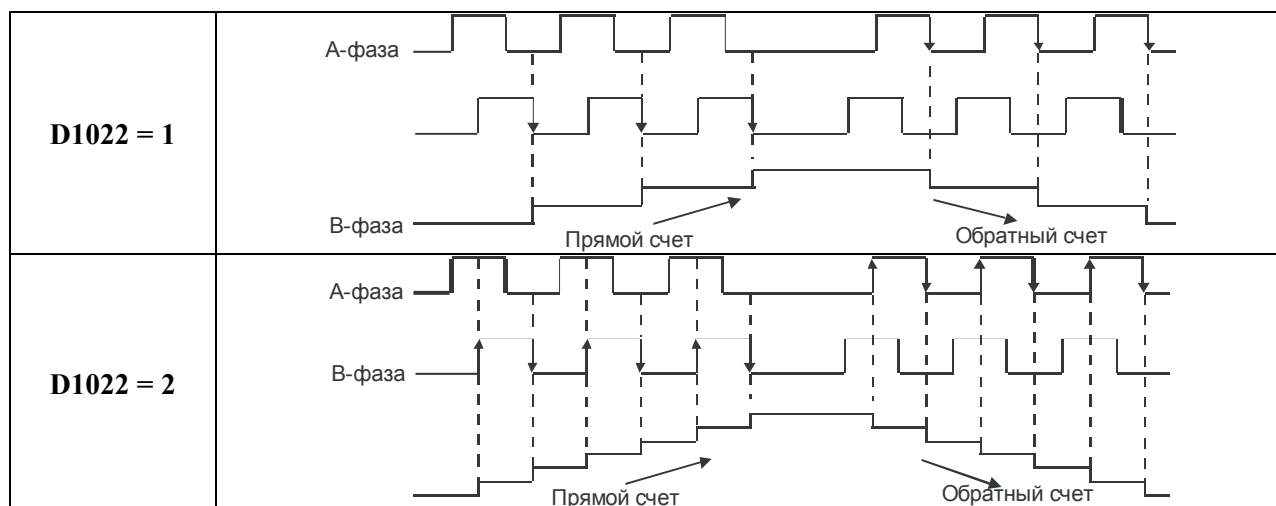 А-фаза
D1022 = 1
В-фаза
Прямой счет
Обратный счет
А-фаза
В-фаза
D1022 = 2
Прямой счет
Обратный счет